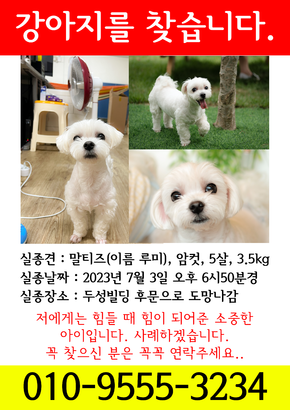 강아지를 찾습니다.
실종견 : 말티즈(이름 루미), 암컷, 5살, 3.5kg
실종날짜 : 2023년 7월 3일 오후 6시50분경
실종장소 : 두성빌딩 후문으로 도망나감
저에게는 힘들 때 힘이 되어준 소중한
아이입니다. 사례하겠습니다.
꼭 찾으신 분은 꼭꼭 연락주세요..
010-9555-3234